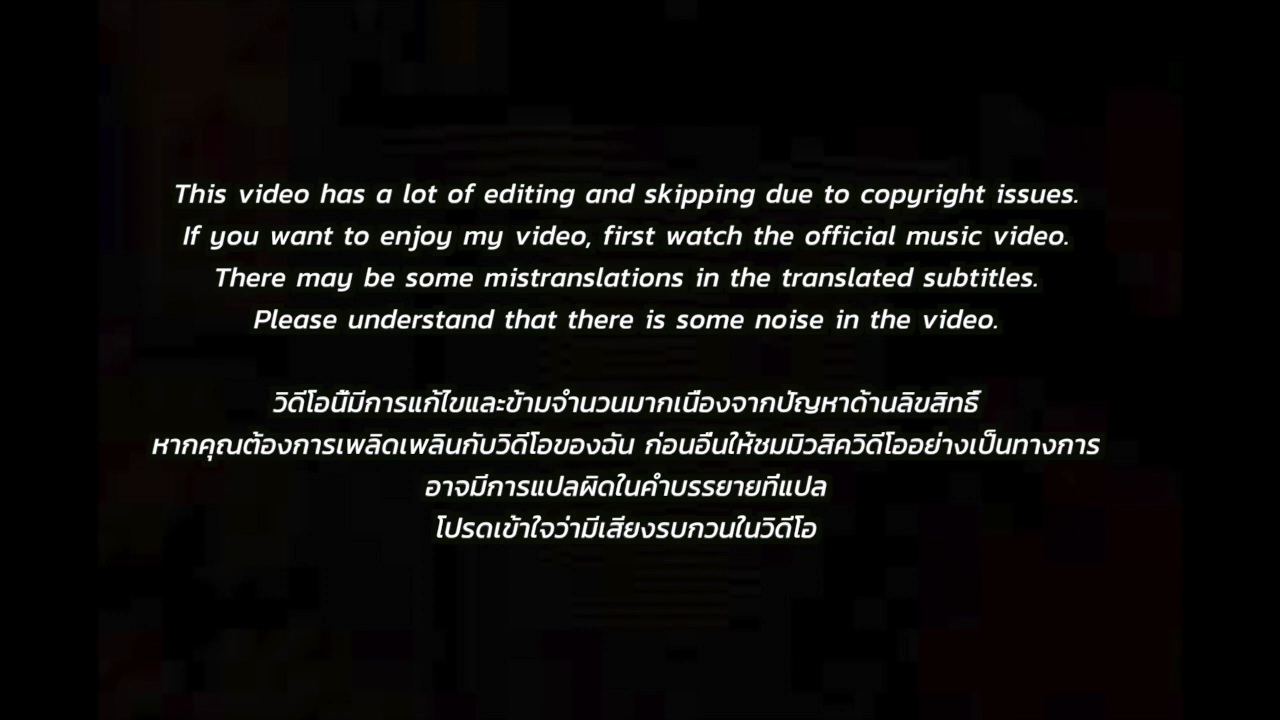 This video has a lot of editing and skipping due to copyright issues.
If you want to enjoy my video, first watch the official music video.
There may be some mistranslations in the translated subtitles.
Please understand that there is some noise in the video.
วิดีโอนี้มีการแก้ไขและข้ามจำนวนมากเนื่องจากปัญหาด้านลิขสิทธิ์
หากคุณต้องการเพลิดเพลินกับวิดีโอของฉัน ก่อนอื่นให้ชมมิวสิควิดีโออย่างเป็นทางการ
อาจมีการแปลผิดในคำบรรยายที่แปล
โปรดเข้าใจว่ามีเสียงรบกวนในวิดีโอ